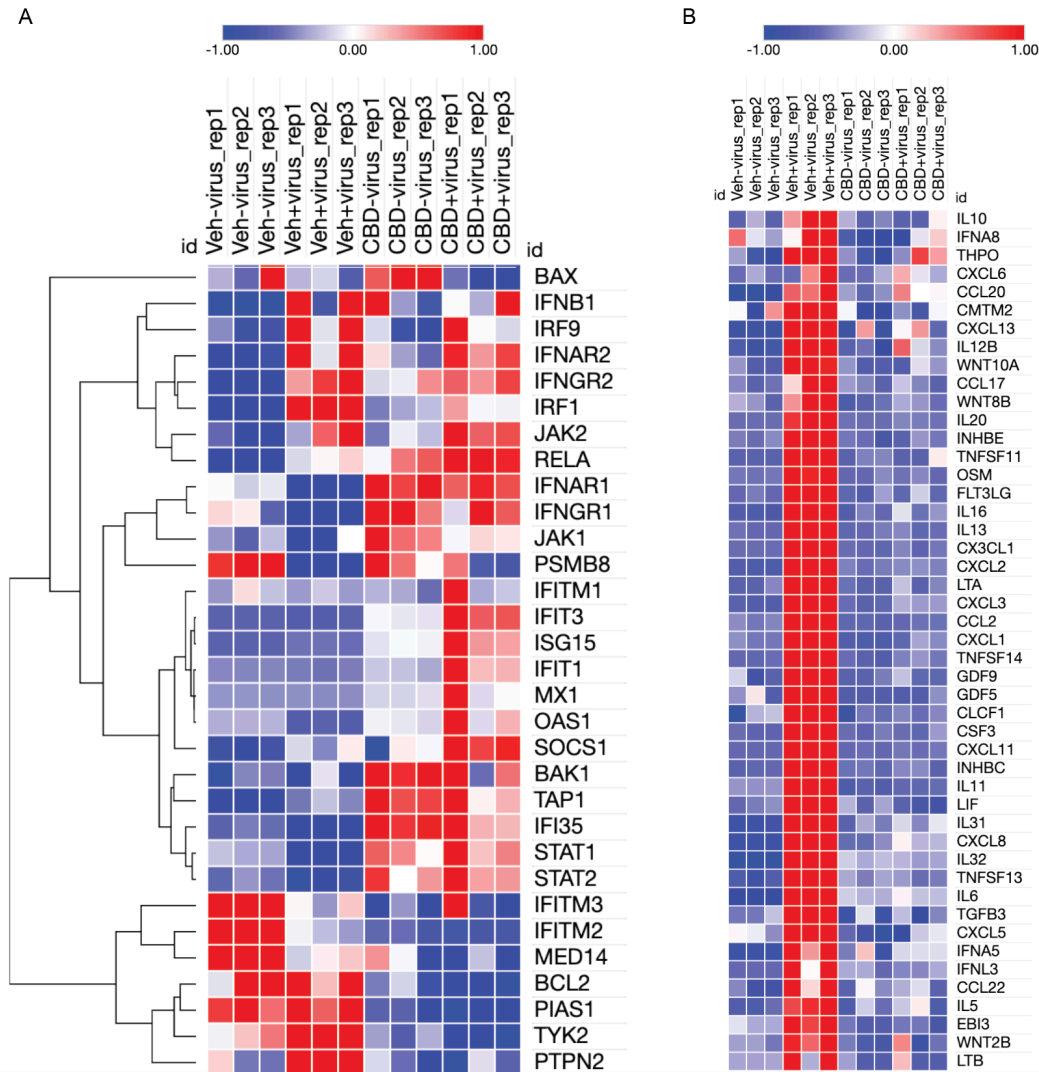 A
B
-1.00 0.00 1.00
-1.00 0.00 1.00
id
Veh-virus_rep1
Veh-virus_rep2
Veh-virus_rep3
Veh+virus_rep1
Veh+virus_rep2
Veh+virus_rep3
CBD-virus_rep1
CBD-virus_rep2
CBD-virus_rep3
CBD+virus_rep1
CBD+virus_rep2
CBD+virus_rep3
id
BAX
IFNB1
IRF9
IFNAR2
IFNGR2
IRF1
JAK2
RELA
IFNAR1
IFNGR1
JAK1
PSMB8
IFITM1
IFIT3
ISG15
IFIT1
MX1
OAS1
SOCS1
BAK1
TAP1
IFI35
STAT1
STAT2
IFITM3
IFITM2
MED14
BCL2
PIAS1
TYK2
PTPN2
id
Veh-virus_rep1
Veh-virus_rep2
Veh-virus_rep3
Veh+virus_rep1
Veh+virus_rep2
Veh+virus_rep3
CBD-virus_rep1
CBD-virus_rep2
CBD-virus_rep3
CBD+virus_rep1
CBD+virus_rep2
CBD+virus_rep3
id
IL10
IFNA8
THPO
CXCL6
CCL20
CMTM2
CXCL13
IL12B
WNT10A
CCL17
WNT8B
IL20
INHBE
TNFSF11
OSM
FLT3LG
IL16
IL13
CX3CL1
CXCL2
LTA
CXCL3
CCL2
CXCL1
TNFSF14
GDF9
GDF5
CLCF1
CSF3
CXCL11
INHBC
IL11
LIF
IL31
CXCL8
IL32
TNFSF13
IL6
TGFB3
CXCL5
IFNA5
IFNL3
CCL22
IL5
EBI3
WNT2B
LTB